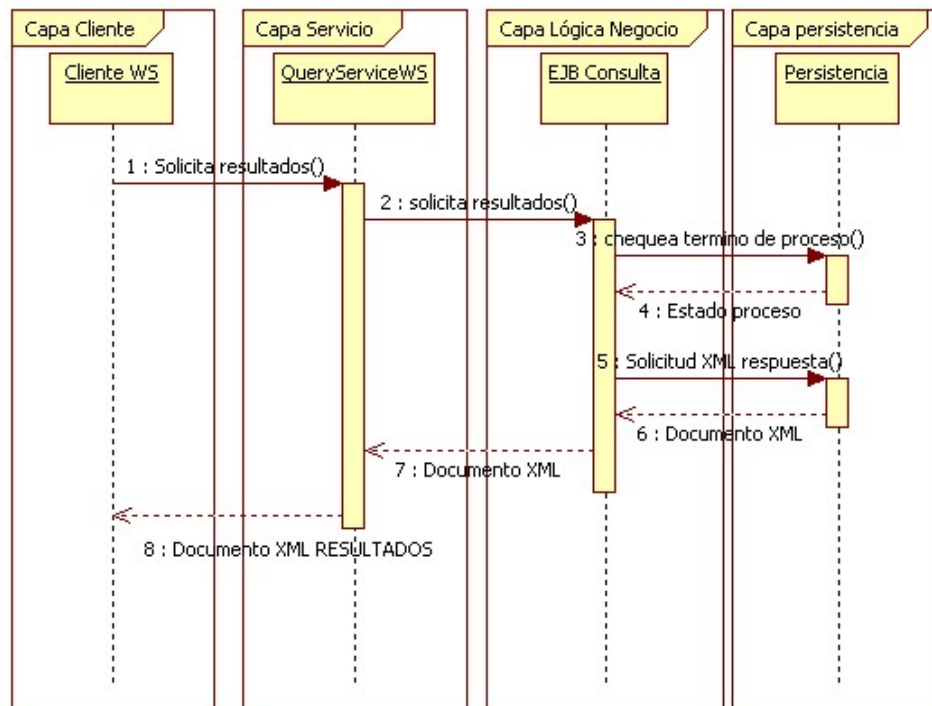 Capa Cliente
Capa Servicio
Capa Lógica Negocio
Capa persistencia
Cliente WS
QueryServiceWS
EJB Consulta
Persistencia
1 : Solicita resultados()
2 : solicita resultados()
3 : chequea termino de proceso()
4 : Estado proceso
5 : Solicitud XML respuesta()
6 : Documento XML
7 : Documento XML
8 : Documento XML RESULTADOS